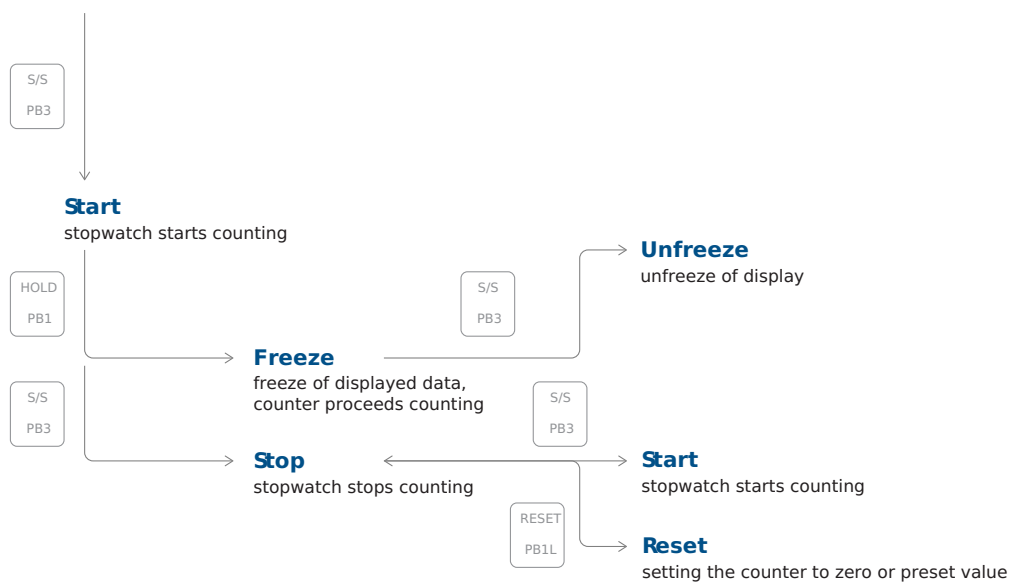 S/S
PB3
Start
stopwatch starts counting
HOLD
PB1
S/S
PB3
Unfreeze
unfreeze of display
Freeze
freeze of displayed data,
counter proceeds counting
S/S
PB3
S/S
PB3
Stop
stopwatch stops counting
Start
stopwatch starts counting
RESET
PB1L
Reset
setting the counter to zero or preset value